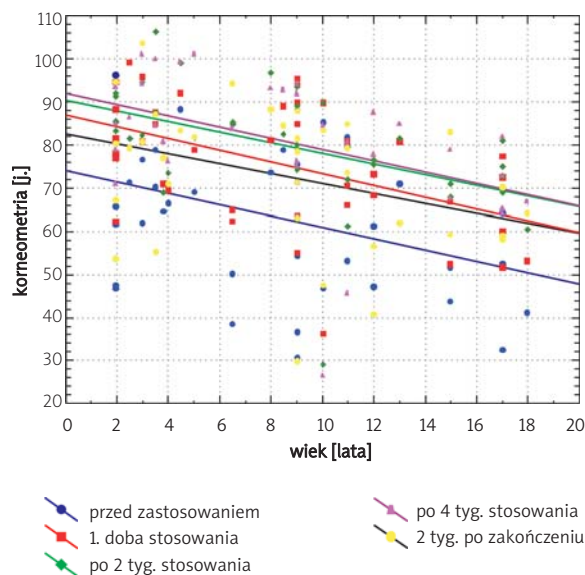 korneometria [j.]
110
100
90
80
70
60
50
40
30
20
0 2 4 6 8 10 12 14 16 18 20
wiek [lata]
przed zastosowaniem
1. doba stosowania
po 2 tyg. stosowania
po 4 tyg. stosowania
2 tyg. po zakończeniu